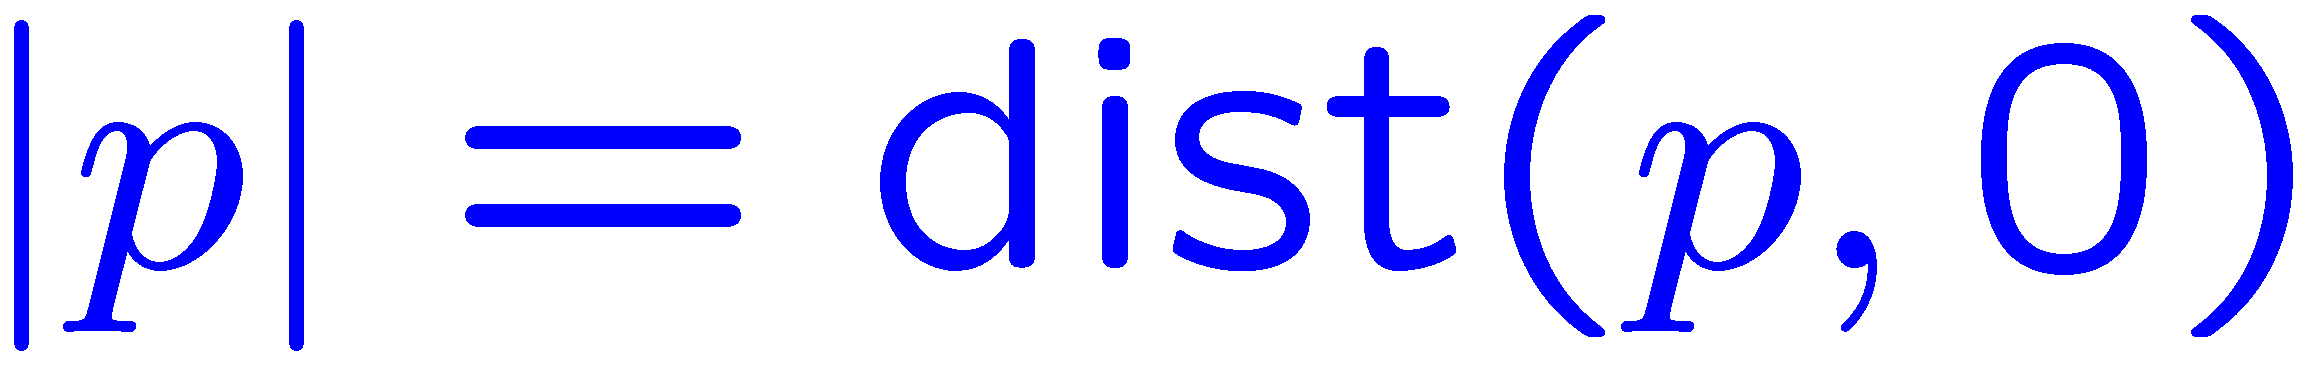 |p| = dist(p, 0)